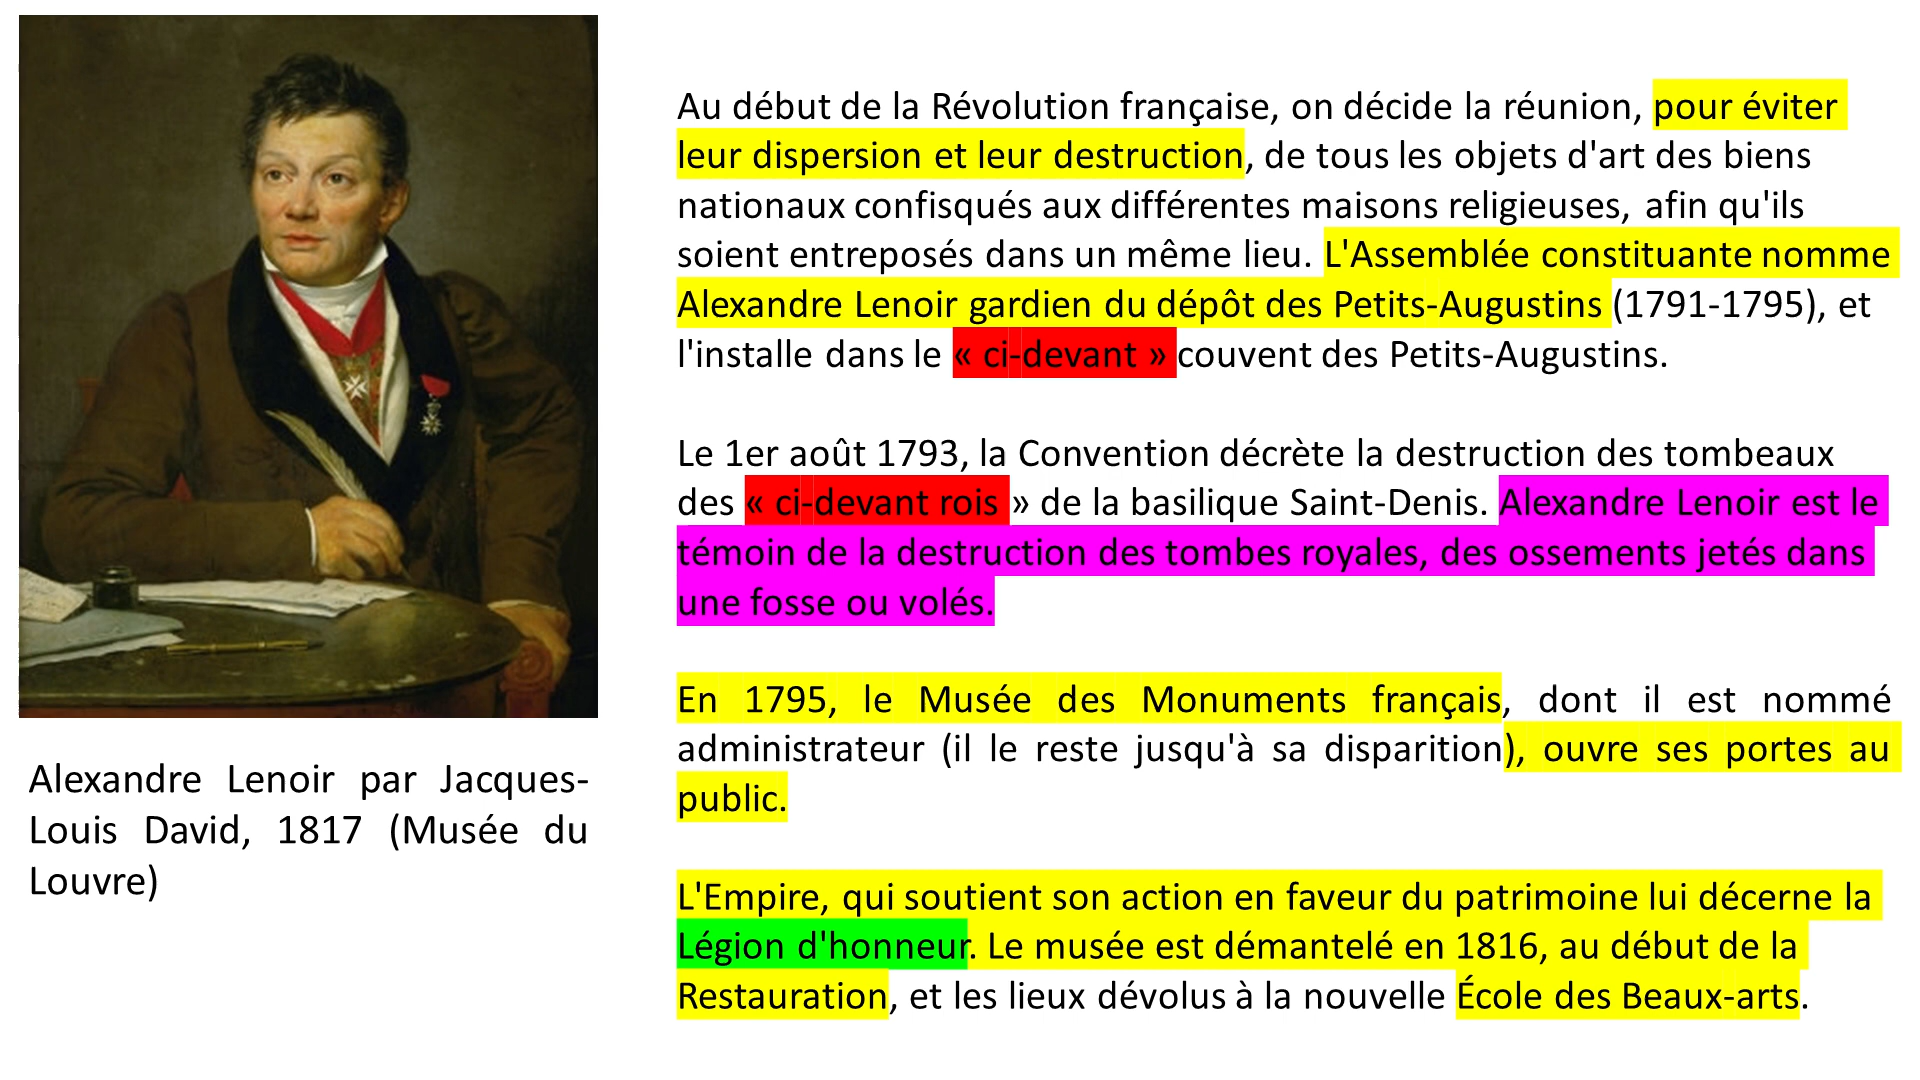 Au début de la Révolution française, on décide la réunion, pour éviter
leur dispersion et leur destruction, de tous les objets d'art des biens
nationaux confisqués aux différentes maisons religieuses, afin qu'ils
soient entreposés dans un même lieu. L'Assemblée constituante nomme
Alexandre Lenoir gardien du dépôt des Petits-Augustins (1791-1795), et
l'installe dans le « ci-devant » couvent des Petits-Augustins.
Le 1er août 1793, la Convention décrète la destruction des tombeaux
des « ci-devant rois » de la basilique Saint-Denis. Alexandre Lenoir est le
témoin de la destruction des tombes royales, des ossements jetés dans
une fosse ou volés.
En 1795, le Musée des Monuments français, dont il est nommé
administrateur (il le reste jusqu'à sa disparition), ouvre ses portes au
public.
L'Empire, qui soutient son action en faveur du patrimoine lui décerne la
Légion d'honneur. Le musée est démantelé en 1816, au début de la
Restauration, et les lieux dévolus à la nouvelle École des Beaux-arts.
Alexandre Lenoir par Jacques-
Louis David, 1817 (Musée du
Louvre)